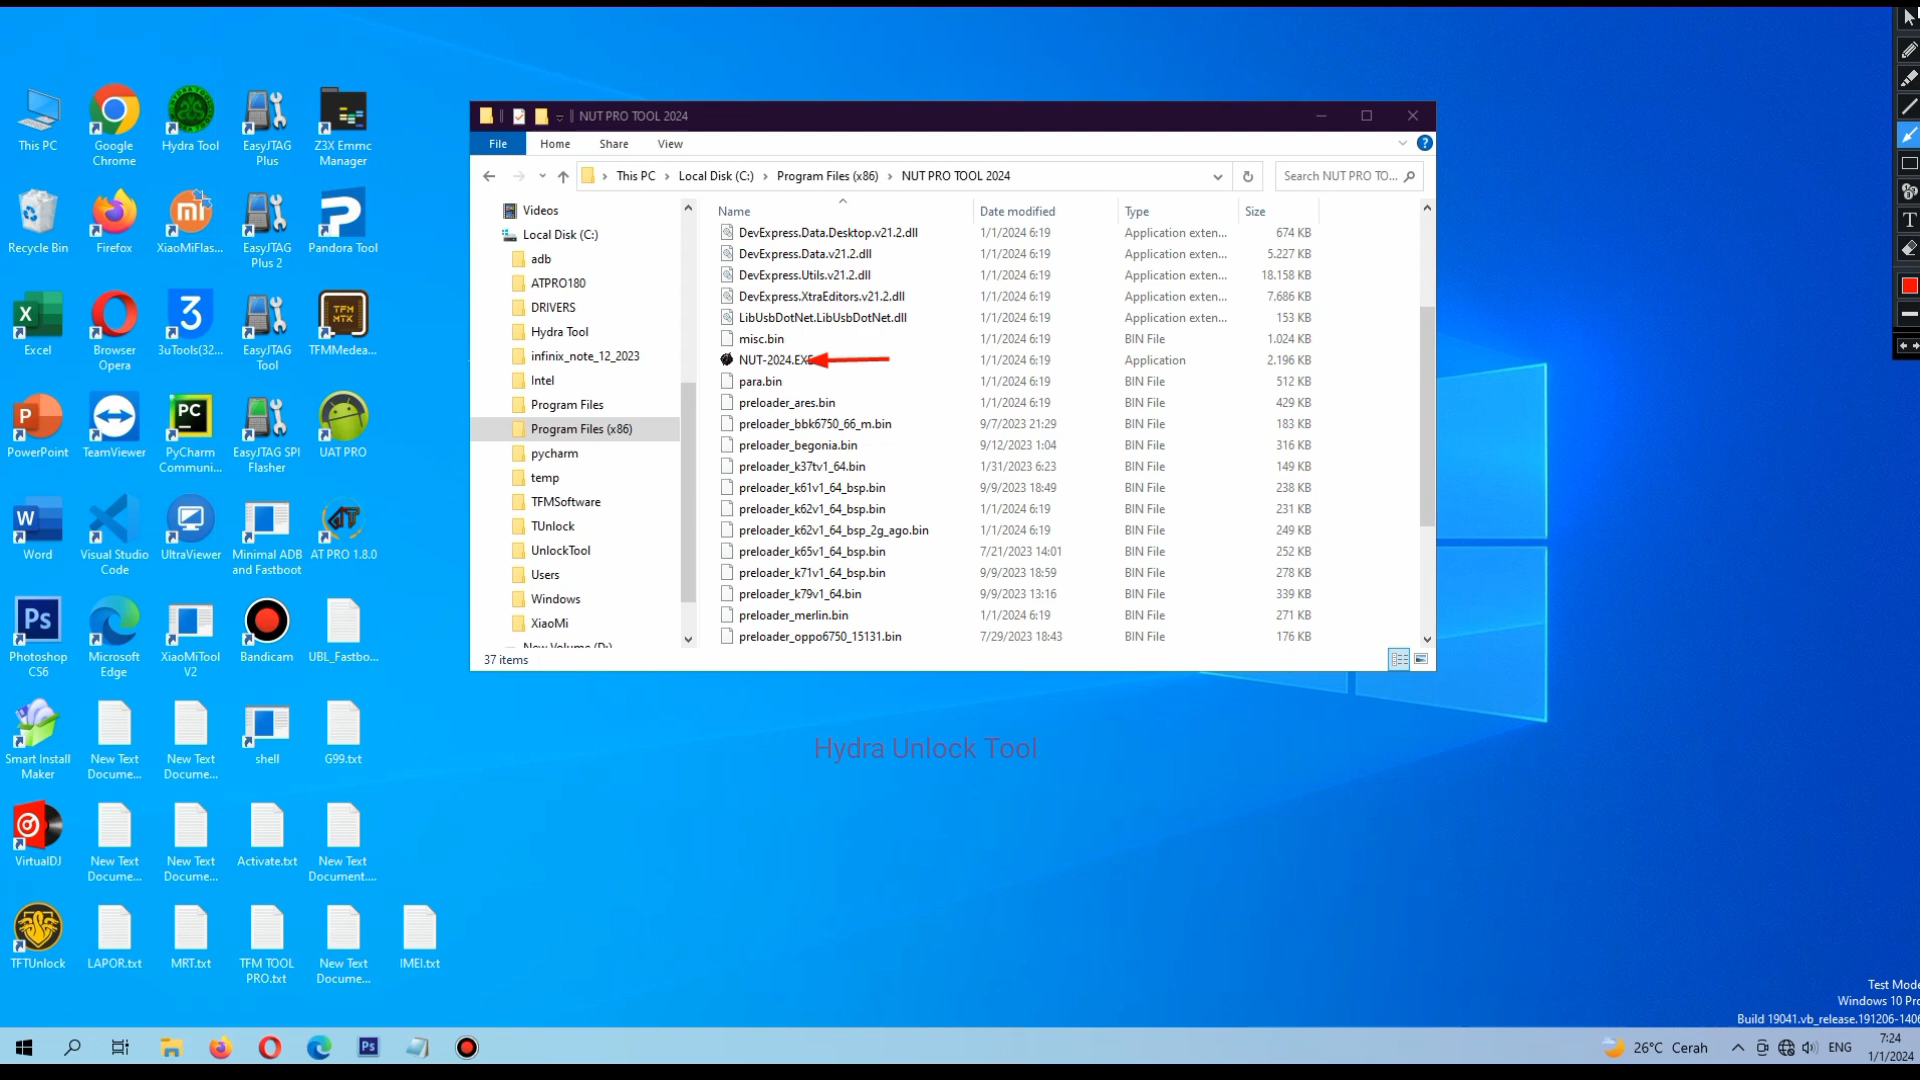 NUT PRO TOOL 2024
File Home Share View
This PC Local Disk (C:) Program Files (x86) NUT PRO TOOL 2024
Search NUT PRO TO...
Videos
Local Disk (C:)
adb
ATPRO180
DRIVERS
Hydra Tool
infinix_note_12_2023
Intel
Program Files
Program Files (x86)
pycharm
temp
TFMSoftware
TUnlock
UnlockTool
Users
Windows
XiaoMi
New Volume (D:)
Name Date modified Type Size
DevExpress.Data.Desktop.v21.2.dll 1/1/2024 6:19 Application exten... 674 KB
DevExpress.Data.v21.2.dll 1/1/2024 6:19 Application exten... 5.227 KB
DevExpress.Utils.v21.2.dll 1/1/2024 6:19 Application exten... 18.158 KB
DevExpress.XtraEditors.v21.2.dll 1/1/2024 6:19 Application exten... 7.686 KB
LibUsbDotNet.LibUsbDotNet.dll 1/1/2024 6:19 Application exten... 153 KB
misc.bin 1/1/2024 6:19 BIN File 1.024 KB
NUT-2024.EXE 1/1/2024 6:19 Application 2.196 KB
para.bin 1/1/2024 6:19 BIN File 512 KB
preloader_ares.bin 1/1/2024 6:19 BIN File 429 KB
preloader_bbk6750_66_m.bin 9/7/2023 21:29 BIN File 183 KB
preloader_begonia.bin 9/12/2023 1:04 BIN File 316 KB
preloader_k37tv1_64.bin 1/31/2023 6:23 BIN File 149 KB
preloader_k61v1_64_bsp.bin 9/9/2023 18:49 BIN File 238 KB
preloader_k62v1_64_bsp.bin 1/1/2024 6:19 BIN File 231 KB
preloader_k62v1_64_bsp_2g_ago.bin 1/1/2024 6:19 BIN File 249 KB
preloader_k65v1_64_bsp.bin 7/21/2023 14:01 BIN File 252 KB
preloader_k71v1_64_bsp.bin 9/9/2023 18:59 BIN File 278 KB
preloader_k79v1_64.bin 9/9/2023 13:16 BIN File 339 KB
preloader_merlin.bin 1/1/2024 6:19 BIN File 271 KB
preloader_oppo6750_15131.bin 7/29/2023 18:43 BIN File 176 KB
37 items
Hydra Unlock Tool
This PC
Google
Chrome
Hydra Tool
EasyJTAG
Plus
Z3X Emmc
Manager
Recycle Bin
Firefox
XiaoMiFlas...
EasyJTAG
Plus 2
Pandora Tool
Excel
Browser
Opera
3uTools(32...
EasyJTAG
Tool
TFM
MTK
TFMMedea...
PowerPoint
TeamViewer
PC
PyCharm
Communi...
EasyJTAG SPI
Flasher
UAT PRO
Word
Visual Studio
Code
UltraViewer
Minimal ADB
and Fastboot
AT PRO 1.8.0
Ps
Photoshop
CS6
Microsoft
Edge
XiaoMiTool
V2
Bandicam
UBL_Fastbo...
Smart Install
Maker
New Text
Docume...
New Text
Docume...
shell
G99.txt
VirtualDJ
New Text
Docume...
New Text
Docume...
Activate.txt
New Text
Document....
TFTUnlock
LAPOR.txt
MRT.txt
TFM TOOL
PRO.txt
New Text
Docume...
IMEI.txt
Test Mode
Windows 10 Pro
Build 19041.vb_release.191206-1406
Ps
26°C Cerah
ENG
7:24
1/1/2024